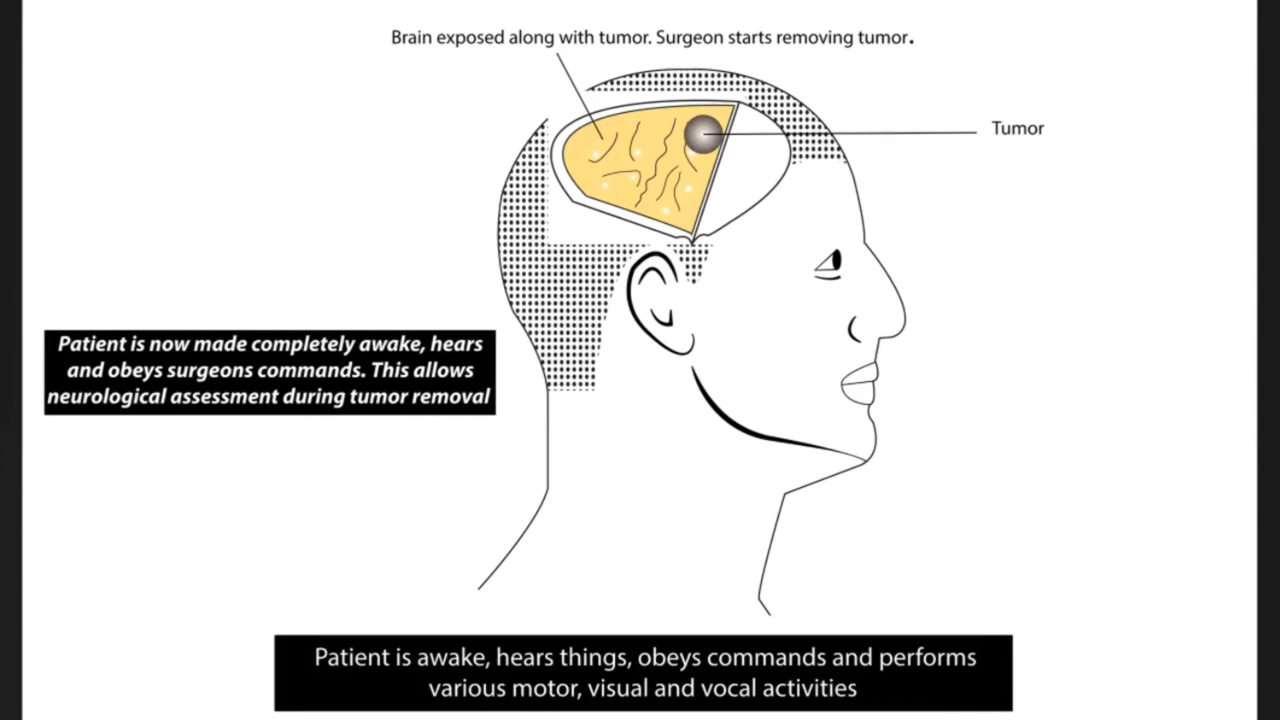 Brain exposed along with tumor. Surgeon starts removing tumor.
Tumor
Patient is now made completely awake, hears
and obeys surgeons commands. This allows
neurological assessment during tumor removal
Patient is awake, hears things, obeys commands and performs
various motor, visual and vocal activities